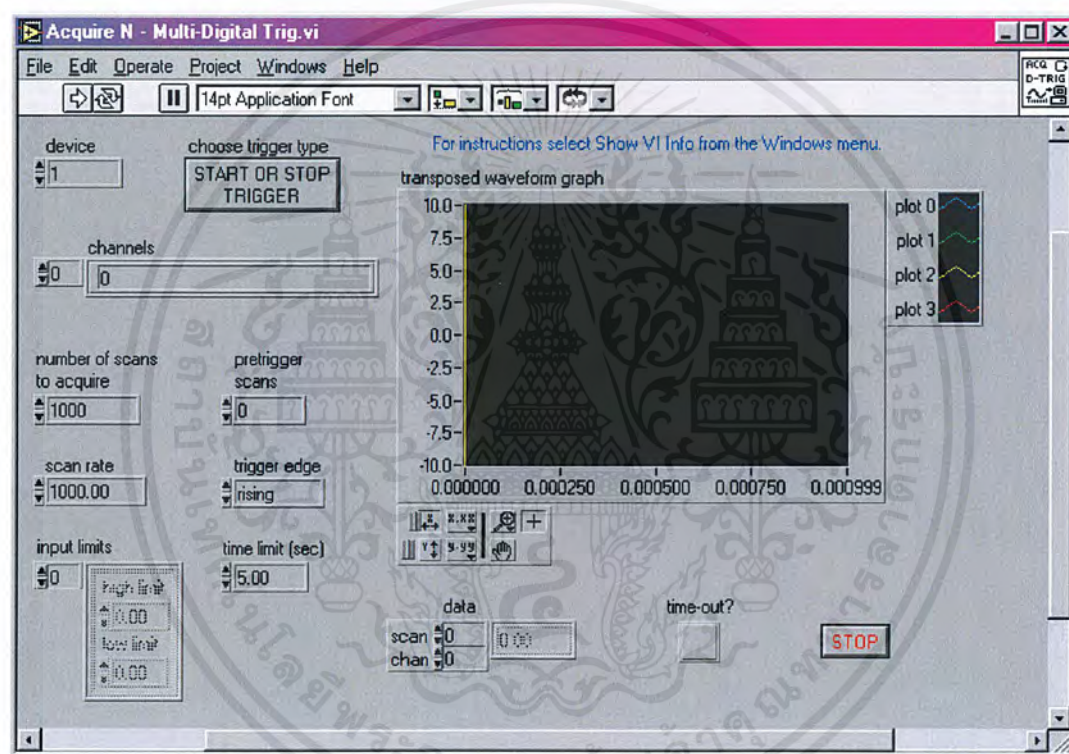 Acquire N - Multi-Digital Trig.vi
File Edit Operate Project Windows Help
14pt Application Font
ACQ
D-TRIG
For instructions select Show VI Info from the Windows menu.
device
1
choose trigger type
START OR STOP
TRIGGER
channels
0
0
number of scans
to acquire
1000
pretrigger
scans
0
scan rate
1000.00
trigger edge
rising
input limits
0
high limit
0.00
low limit
0.00
time limit (sec)
5.00
transposed waveform graph
10.0
7.5
5.0
2.5
0.0
-2.5
-5.0
-7.5
-10.0
0.000000 0.000250 0.000500 0.000750 0.000999
plot 0
plot 1
plot 2
plot 3
x.xx
y.yy
data
scan 0
chan 0
0.00
time-out?
STOP